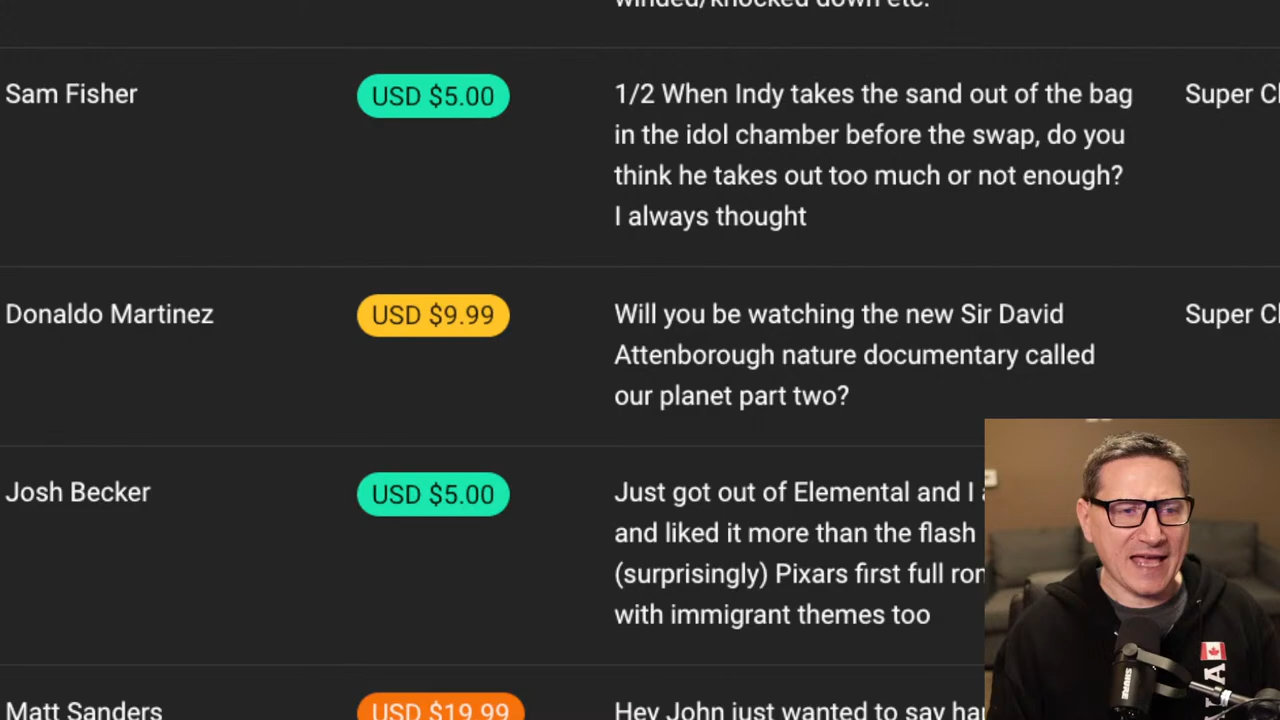 winded/knocked down etc.
Sam Fisher
USD $5.00
1/2 When Indy takes the sand out of the bag
in the idol chamber before the swap, do you
think he takes out too much or not enough?
I always thought
Super
Donaldo Martinez
USD $9.99
Will you be watching the new Sir David
Attenborough nature documentary called
our planet part two?
Super
Josh Becker
USD $5.00
Just got out of Elemental and I
and liked it more than the flash
(surprisingly) Pixars first full
with immigrant themes too
Matt Sanders
USD $19.99
Hey John just wanted to say
SHURE